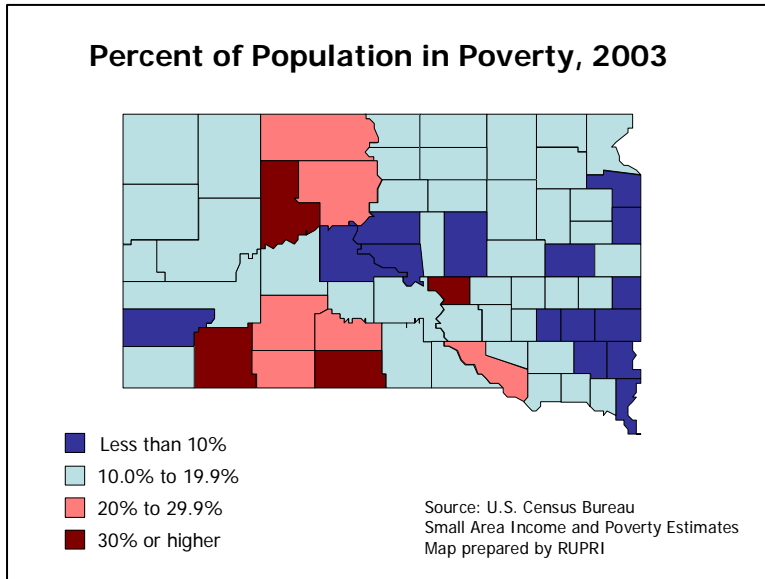 Percent of Population in Poverty, 2003
Less than 10%
10.0% to 19.9%
20% to 29.9%
30% or higher
Source: U.S. Census Bureau
Small Area Income and Poverty Estimates
Map prepared by RUPRI